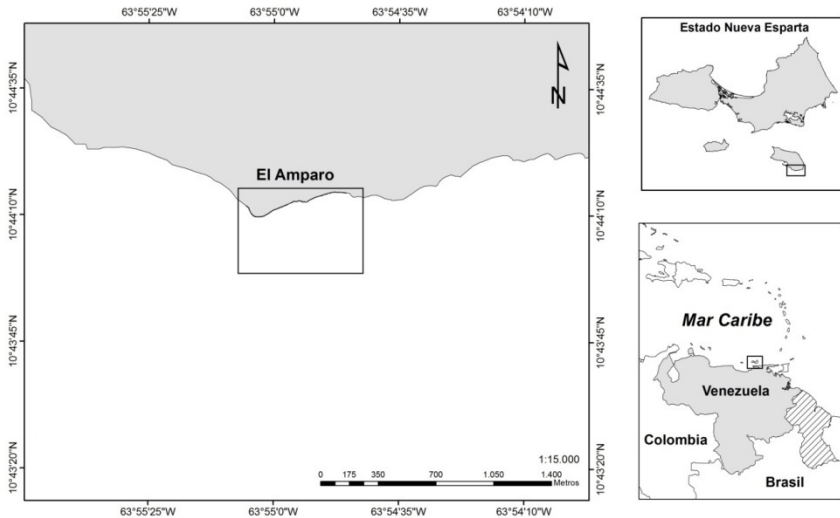 63°55'25"W 63°55'0"W 63°54'35"W 63°54'10"W
10°44'35"N 10°44'35"N
N
El Amparo
10°44'10"N 10°44'10"N
10°43'45"N 10°43'45"N
10°43'20"N 10°43'20"N
1:15.000
0 175 350 700 1.050 1.400
Metros
63°55'25"W 63°55'0"W 63°54'35"W 63°54'10"W
Estado Nueva Esparta
Mar Caribe
Venezuela
Colombia
Brasil